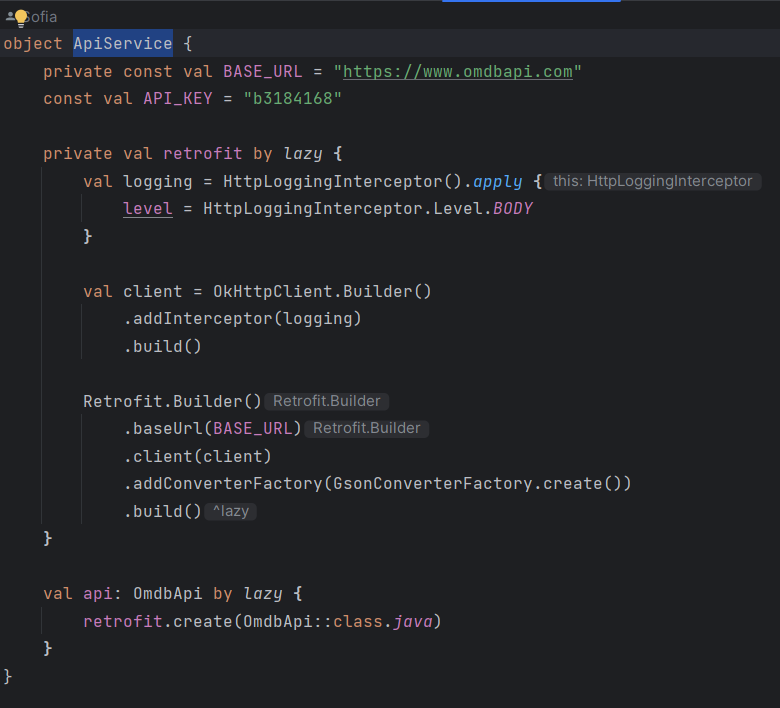 Sofia
object ApiService {
private const val BASE_URL = "https://www.omdbapi.com"
const val API_KEY = "b3184168"
private val retrofit by lazy {
val logging = HttpLoggingInterceptor().apply { this: HttpLoggingInterceptor
level = HttpLoggingInterceptor.Level.BODY
}
val client = OkHttpClient.Builder()
.addInterceptor(logging)
.build()
Retrofit.Builder() Retrofit.Builder
.baseUrl(BASE_URL) Retrofit.Builder
.client(client)
.addConverterFactory(GsonConverterFactory.create())
.build() ^lazy
}
val api: OmdbApi by lazy {
retrofit.create(OmdbApi::class.java)
}
}